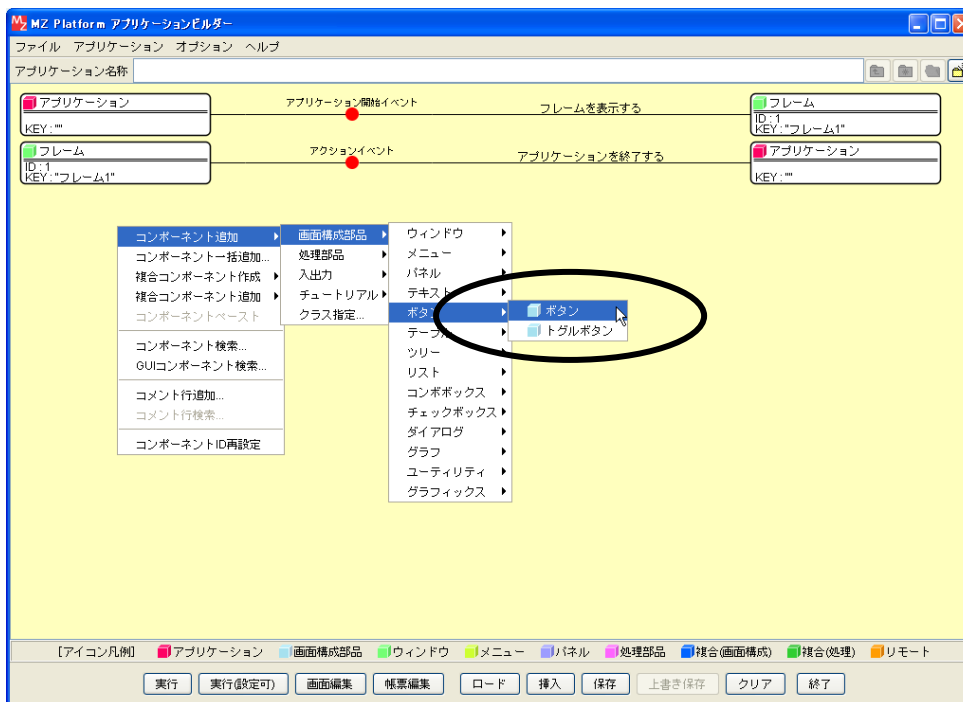 MZ Platform アプリケーションビルダー
ファイル アプリケーション オプション ヘルプ
アプリケーション名称
アプリケーション
KEY:""
アプリケーション開始イベント
フレームを表示する
フレーム
ID:1
KEY:"フレーム1"
フレーム
ID:1
KEY:"フレーム1"
アクションイベント
アプリケーションを終了する
アプリケーション
KEY:""
コンポーネント追加
コンポーネント一括追加...
複合コンポーネント作成
複合コンポーネント追加
コンポーネントペースト
コンポーネント検索...
GUIコンポーネント検索...
コメント行追加...
コメント行検索...
コンポーネントID再設定
画面構成部品
処理部品
入出力
チュートリアル
クラス指定...
ウィンドウ
メニュー
パネル
テキスト
ボタン
テーブル
ツリー
リスト
コンボボックス
チェックボックス
ダイアログ
グラフ
ユーティリティ
グラフィックス
ボタン
トグルボタン
[アイコン凡例] アプリケーション 画面構成部品 ウィンドウ メニュー パネル 処理部品 複合(画面構成) 複合(処理) リモート
実行 実行(設定可) 画面編集 帳票編集 ロード 挿入 保存 上書き保存 クリア 終了